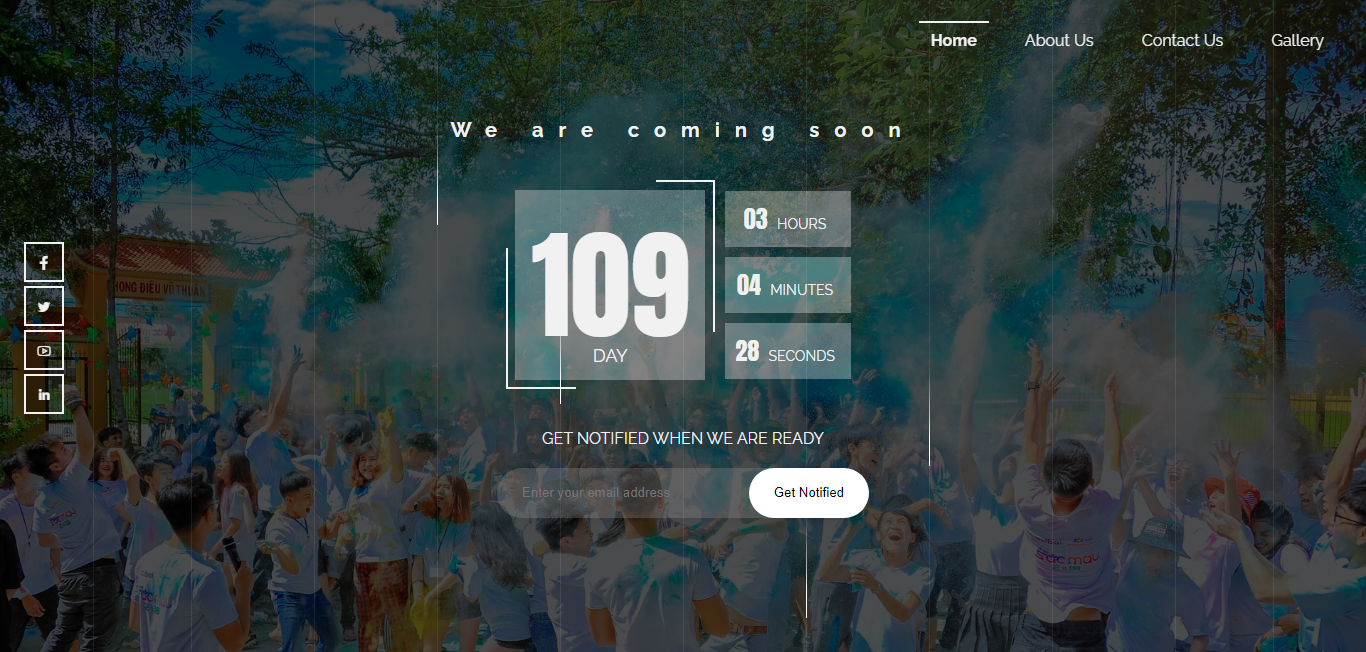 Home About Us Contact Us Gallery
We are coming soon
109
DAY
03 HOURS
04 MINUTES
28 SECONDS
GET NOTIFIED WHEN WE ARE READY
Enter your email address
Get Notified